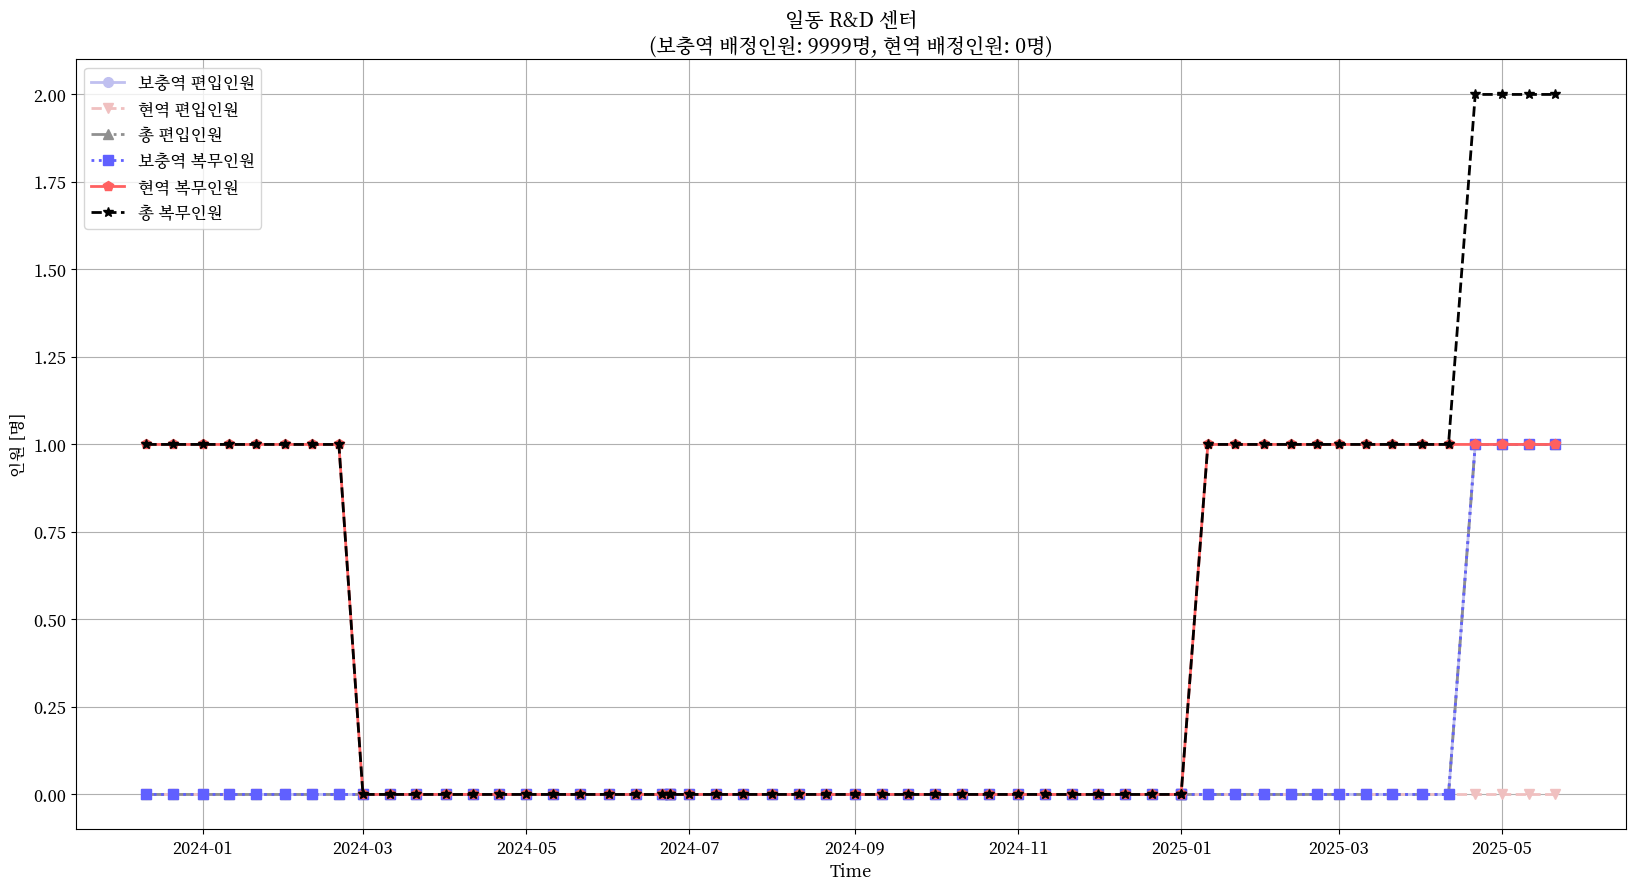 일동 R&D 센터
(보충역 배정인원: 9999명, 현역 배정인원: 0명)
보충역 편입인원
현역 편입인원
총 편입인원
보충역 복무인원
현역 복무인원
총 복무인원
인원 [명]
2.00
1.75
1.50
1.25
1.00
0.75
0.50
0.25
0.00
2024-01
2024-03
2024-05
2024-07
2024-09
2024-11
2025-01
2025-03
2025-05
Time